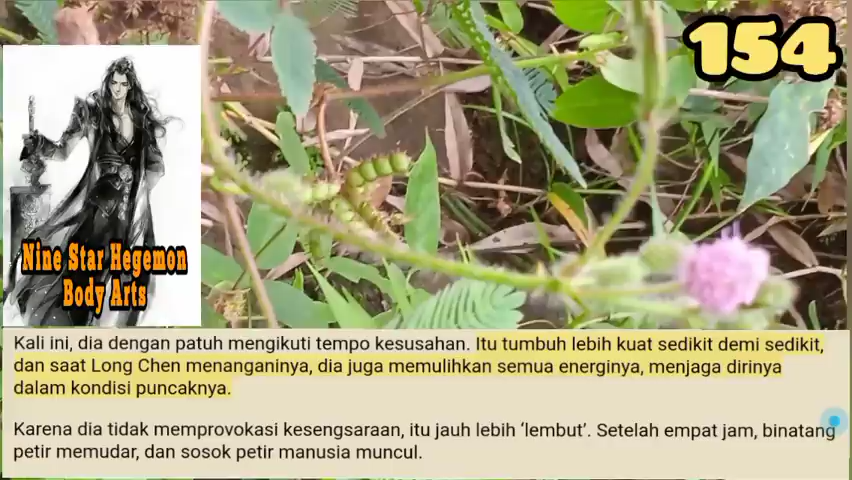 154
Nine Star Hegemon
Body Arts
Kali ini, dia dengan patuh mengikuti tempo kesusahan. Itu tumbuh lebih kuat sedikit demi sedikit,
dan saat Long Chen menanganinya, dia juga memulihkan semua energinya, menjaga dirinya
dalam kondisi puncaknya.
Karena dia tidak memprovokasi kesengsaraan, itu jauh lebih ‘lembut’. Setelah empat jam, binatang
petir memudar, dan sosok petir manusia muncul.